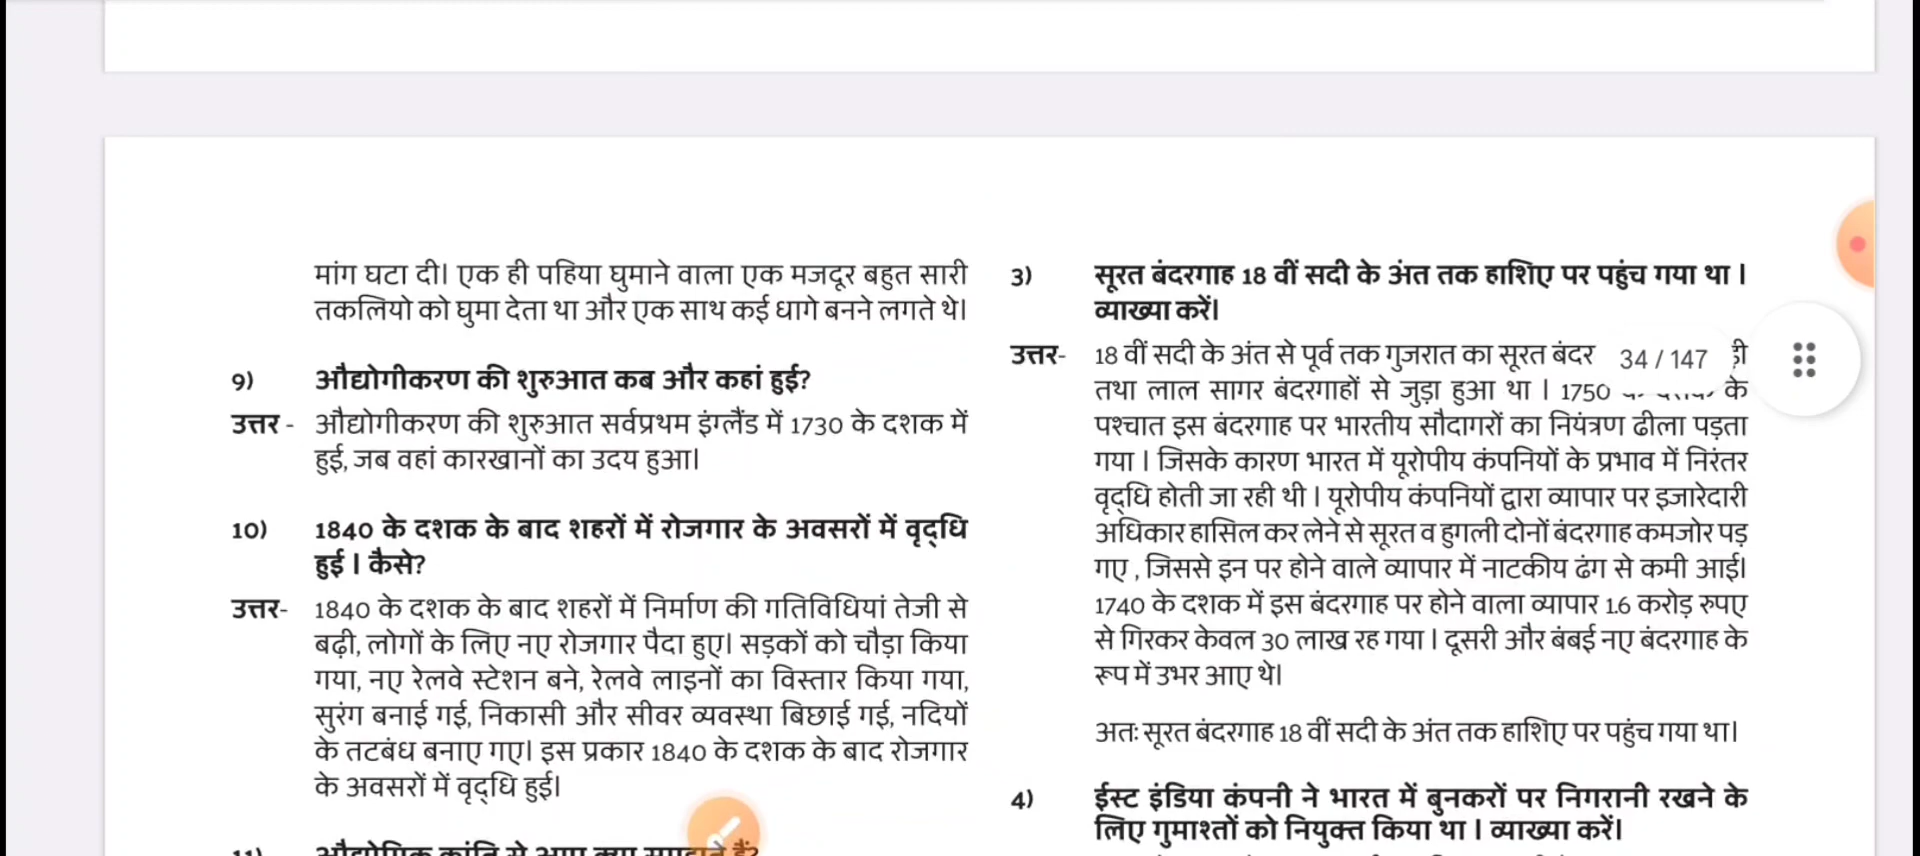 मांग घटा दी। एक ही पहिया घुमाने वाला एक मजदूर बहुत सारी
तकलियो को घुमा देता था और एक साथ कई धागे बनने लगते थे।
9) औद्योगीकरण की शुरुआत कब और कहां हुई?
उत्तर - औद्योगीकरण की शुरुआत सर्वप्रथम इंग्लैंड में 1730 के दशक में
हुई, जब वहां कारखानों का उदय हुआ।
10) 1840 के दशक के बाद शहरों में रोजगार के अवसरों में वृद्धि
हुई । कैसे?
उत्तर- 1840 के दशक के बाद शहरों में निर्माण की गतिविधियां तेजी से
बढ़ी, लोगों के लिए नए रोजगार पैदा हुए। सड़कों को चौड़ा किया
गया, नए रेलवे स्टेशन बने, रेलवे लाइनों का विस्तार किया गया,
सुरंग बनाई गई, निकासी और सीवर व्यवस्था बिछाई गई, नदियों
के तटबंध बनाए गए। इस प्रकार 1840 के दशक के बाद रोजगार
के अवसरों में वृद्धि हुई।
11) औद्योगिक क्रांति से आप क्या समझते हैं?
3) सूरत बंदरगाह 18 वीं सदी के अंत तक हाशिए पर पहुंच गया था ।
व्याख्या करें।
उत्तर- 18 वीं सदी के अंत से पूर्व तक गुजरात का सूरत बंदर
34 / 147
तथा लाल सागर बंदरगाहों से जुड़ा हुआ था । 1750 के
पश्चात इस बंदरगाह पर भारतीय सौदागरों का नियंत्रण ढीला पड़ता
गया । जिसके कारण भारत में यूरोपीय कंपनियों के प्रभाव में निरंतर
वृद्धि होती जा रही थी । यूरोपीय कंपनियों द्वारा व्यापार पर इजारेदारी
अधिकार हासिल कर लेने से सूरत व हुगली दोनों बंदरगाह कमजोर पड़
गए , जिससे इन पर होने वाले व्यापार में नाटकीय ढंग से कमी आई।
1740 के दशक में इस बंदरगाह पर होने वाला व्यापार 1.6 करोड़ रुपए
से गिरकर केवल 30 लाख रह गया । दूसरी और बंबई नए बंदरगाह के
रूप में उभर आए थे।
अतः सूरत बंदरगाह 18 वीं सदी के अंत तक हाशिए पर पहुंच गया था।
4) ईस्ट इंडिया कंपनी ने भारत में बुनकरों पर निगरानी रखने के
लिए गुमाश्तों को नियुक्त किया था । व्याख्या करें।